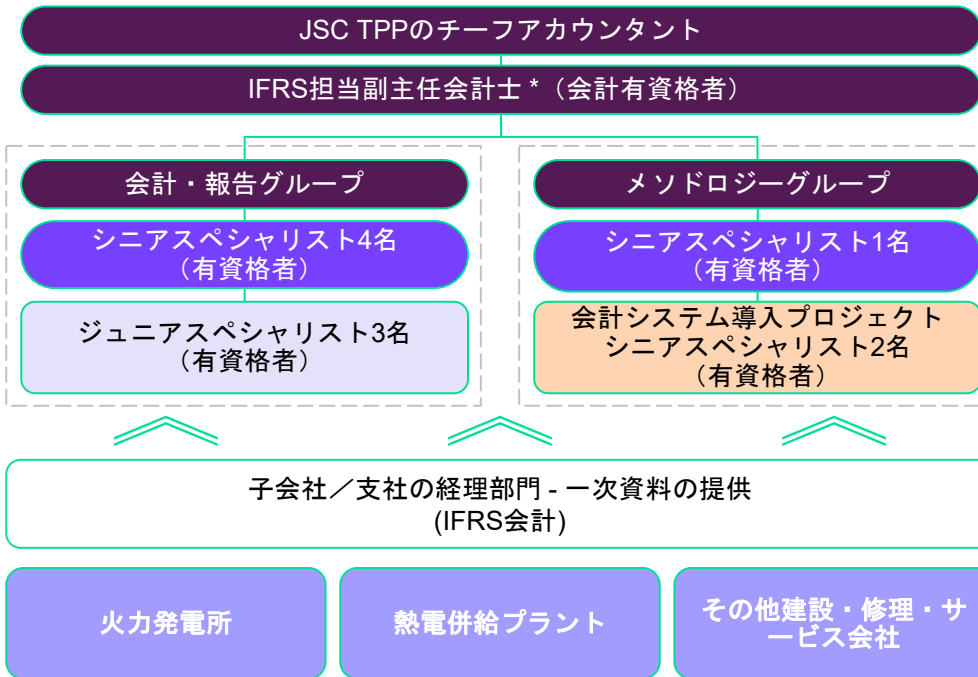 JSC TPPのチーフアカウンタント
IFRS担当副主任会計士 *（会計有資格者）
会計・報告グループ
シニアスペシャリスト4名
（有資格者）
ジュニアスペシャリスト3名
（有資格者）
メソドロジーグループ
シニアスペシャリスト1名
（有資格者）
会計システム導入プロジェクト
シニアスペシャリスト2名
（有資格者）
子会社／支社の経理部門 - 一次資料の提供
(IFRS会計)
火力発電所
熱電併給プラント
その他建設・修理・サ
ービス会社